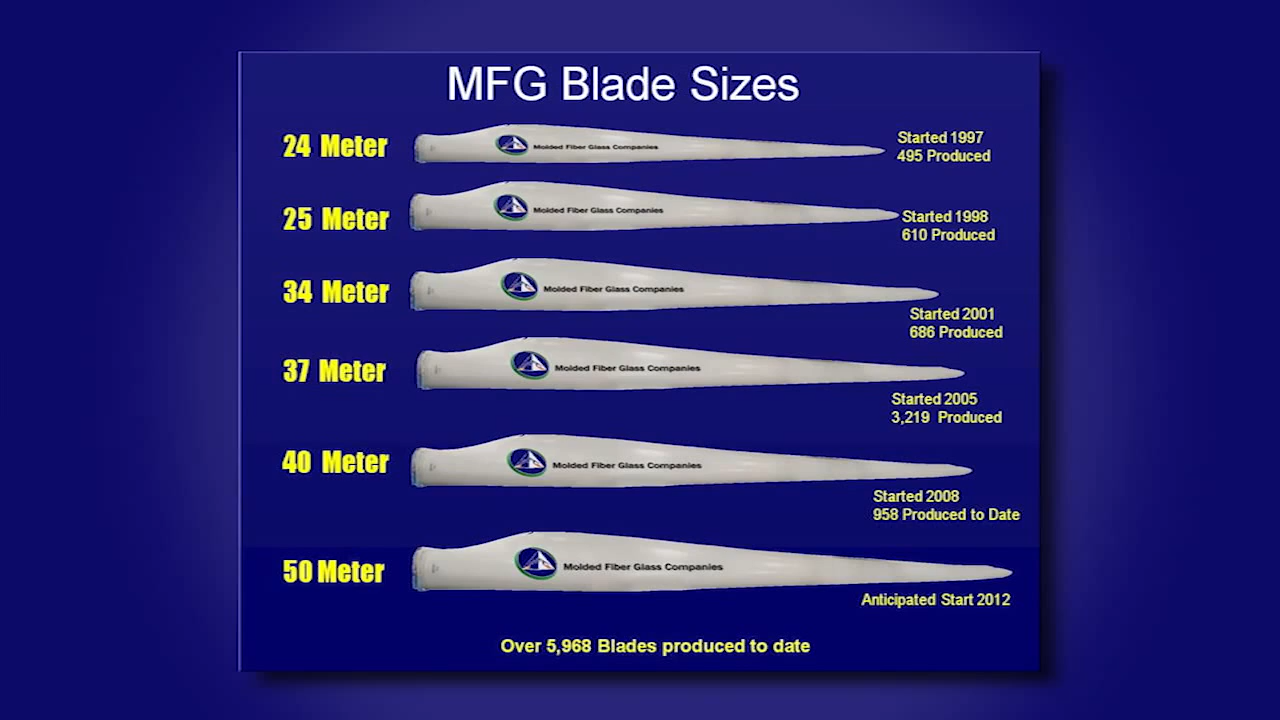 MFG Blade Sizes
24 Meter
Molded Fiber Glass Companies
Started 1997
495 Produced
25 Meter
Molded Fiber Glass Companies
Started 1998
610 Produced
34 Meter
Molded Fiber Glass Companies
Started 2001
686 Produced
37 Meter
Molded Fiber Glass Companies
Started 2005
3,219 Produced
40 Meter
Molded Fiber Glass Companies
Started 2008
958 Produced to Date
50 Meter
Molded Fiber Glass Companies
Anticipated Start 2012
Over 5,968 Blades produced to date